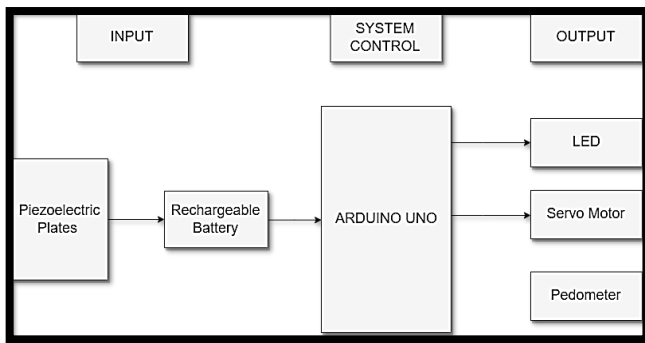 INPUT
SYSTEM
CONTROL
OUTPUT
Piezoelectric
Plates
Rechargeable
Battery
ARDUINO UNO
LED
Servo Motor
Pedometer